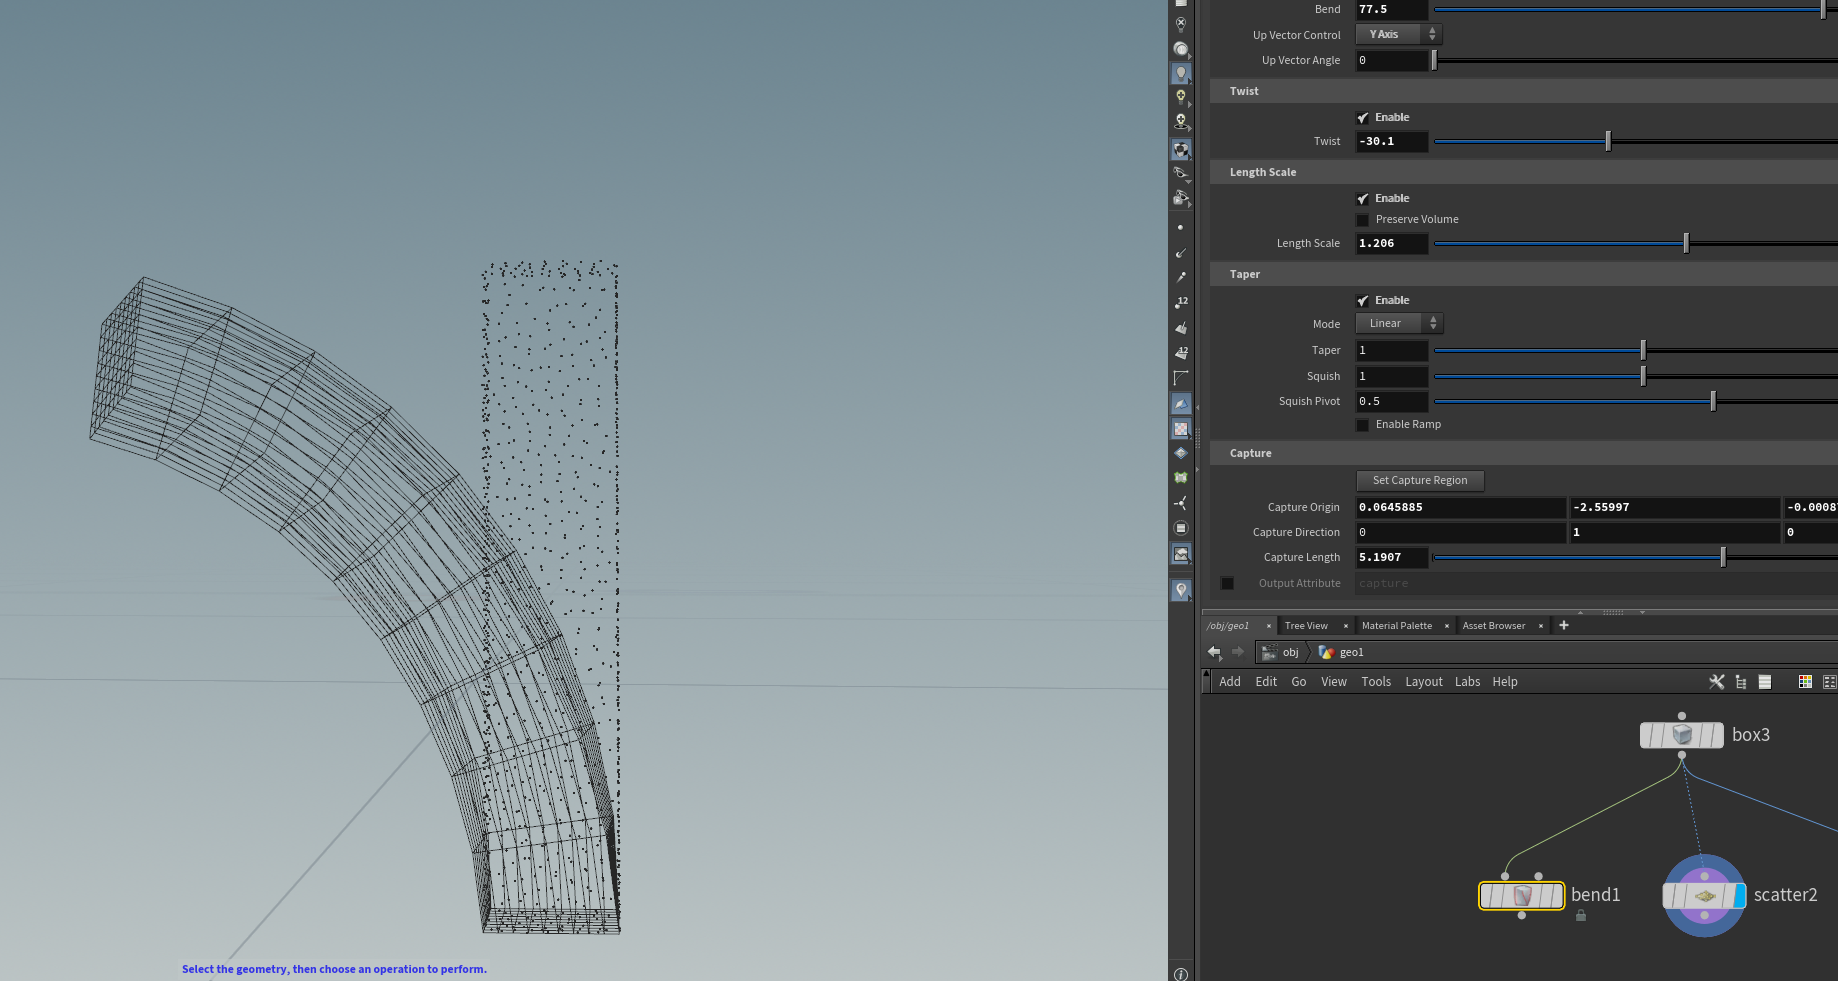 Bend 77.5
Up Vector Control Y Axis
Up Vector Angle 0
Twist
Enable
Twist -30.1
Length Scale
Enable
Preserve Volume
Length Scale 1.206
Taper
Enable
Mode Linear
Taper 1
Squish 1
Squish Pivot 0.5
Enable Ramp
Capture
Set Capture Region
Capture Origin 0.0645885 -2.55997 -0.0008
Capture Direction 0 1 0
Capture Length 5.1907
Output Attribute capture
/obj/geo1 × Tree View × Material Palette × Asset Browser × +
obj geo1
Add Edit Go View Tools Layout Labs Help
box3
bend1
scatter2
12
12
Select the geometry, then choose an operation to perform.